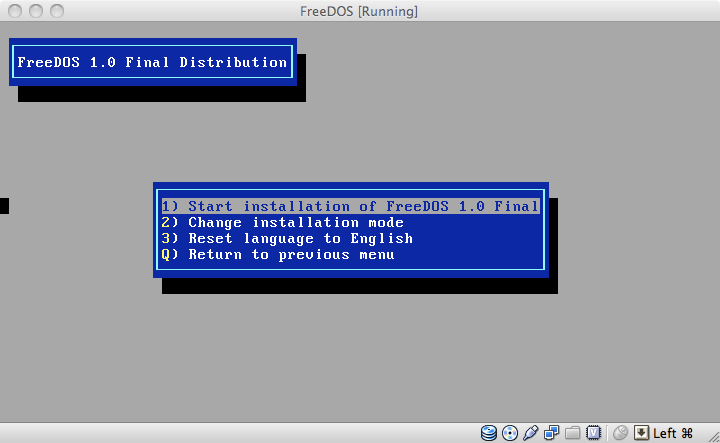 FreeDOS [Running]
FreeDOS 1.0 Final Distribution
1) Start installation of FreeDOS 1.0 Final
2) Change installation mode
3) Reset language to English
Q) Return to previous menu
Left ⌘